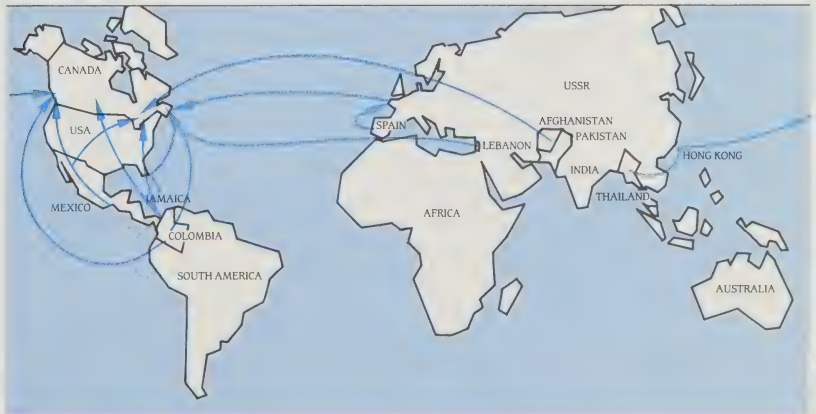 CANADA
USSR
USA
SPAIN
AFGHANISTAN
PAKISTAN
LEBANON
HONG KONG
INDIA
JAMAICA
THAILAND
MEXICO
AFRICA
COLOMBIA
SOUTH AMERICA
AUSTRALIA